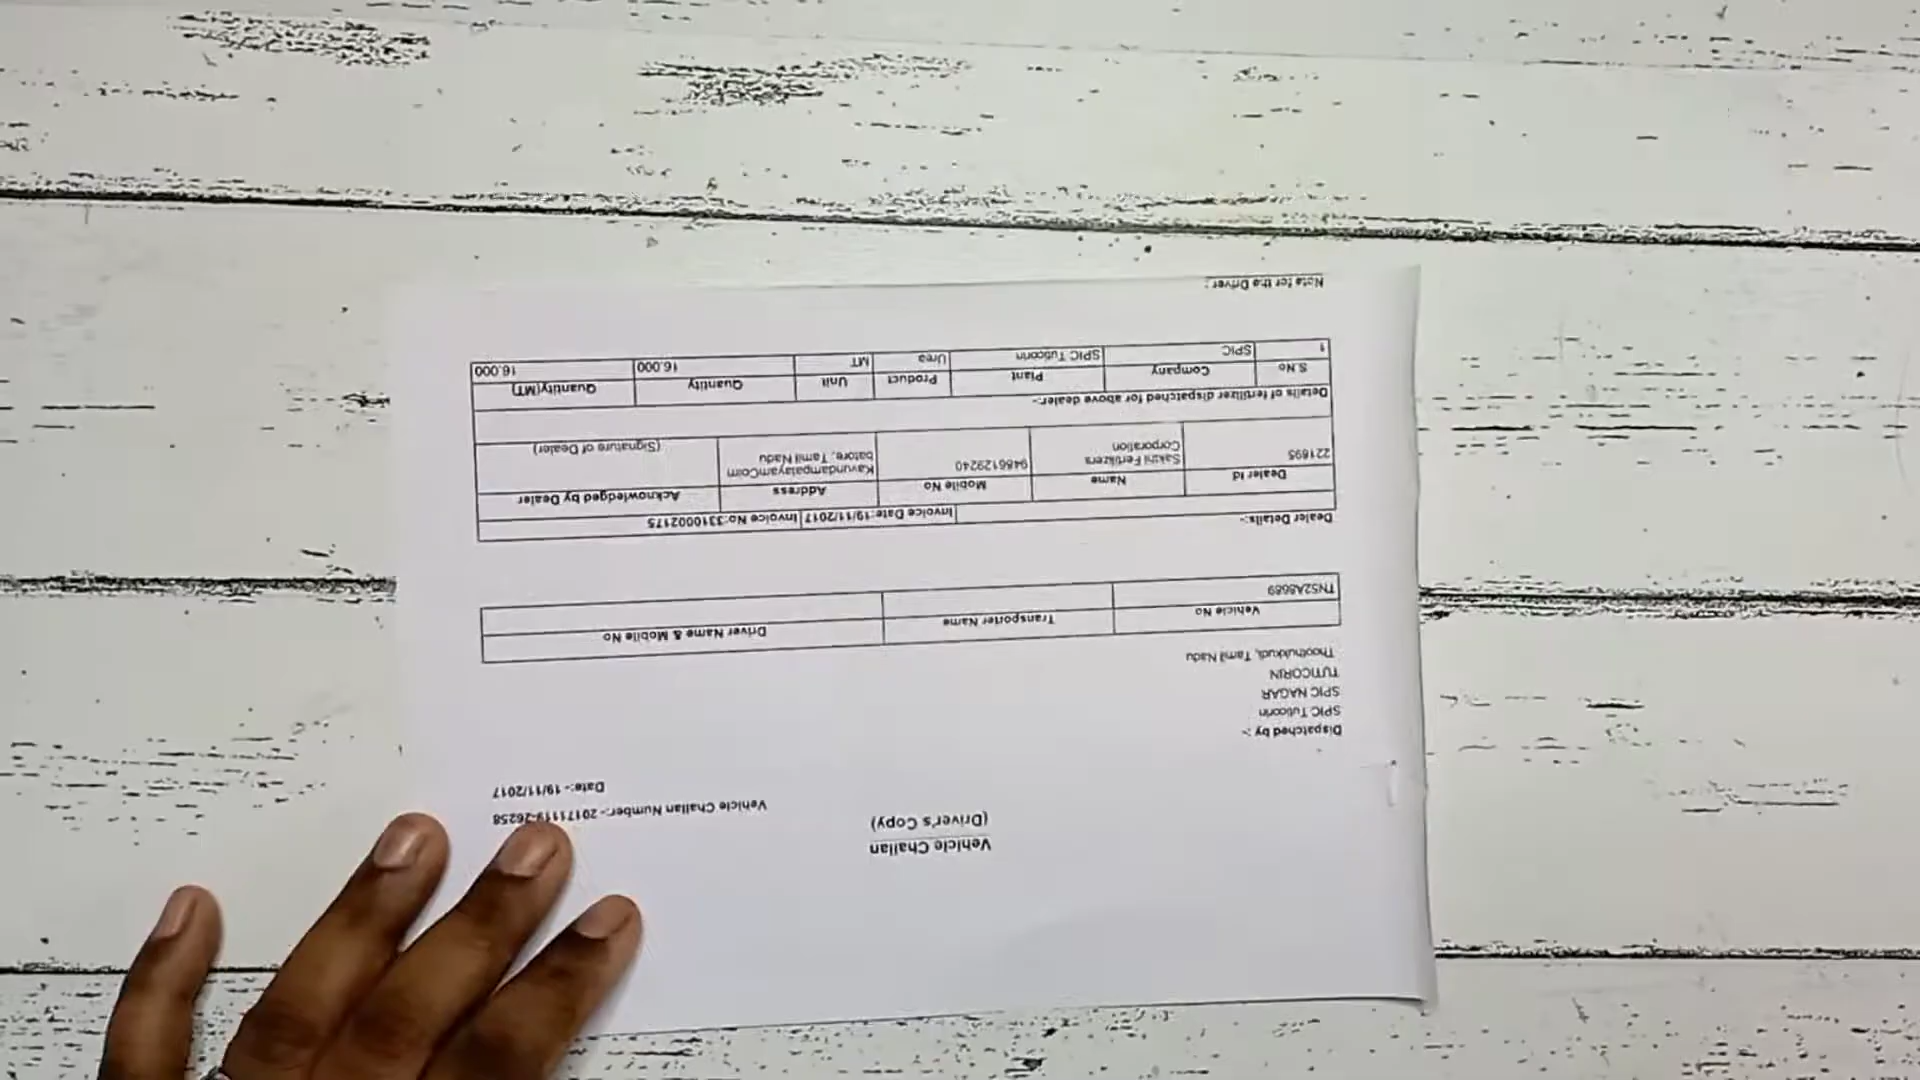 Vehicle Challan
(Driver's Copy)
Vehicle Challan Number:- 20171119-26258
Date:- 19/11/2017
Dispatched by :-
SPIC Tuticorin
SPIC NAGAR
TUTICORIN
Thoothukkudi, Tamil Nadu
Vehicle No Transporter Name Driver Name & Mobile No
TN52A8689
Dealer Details:- Invoice Date:19/11/2017 Invoice No:3310002175
Dealer Id Name Mobile No Address Acknowledged by Dealer
221695 Sakthi Fertilizers 9486129240 KavundampalayamCoim
Corporation batore, Tamil Nadu (Signature of Dealer)
Details of fertilizer dispatched for above dealer:-
S.No Company Plant Product Unit Quantity Quantity(MT)
1 SPIC SPIC Tuticorin Urea MT 16.000 16.000
Note for the Driver :